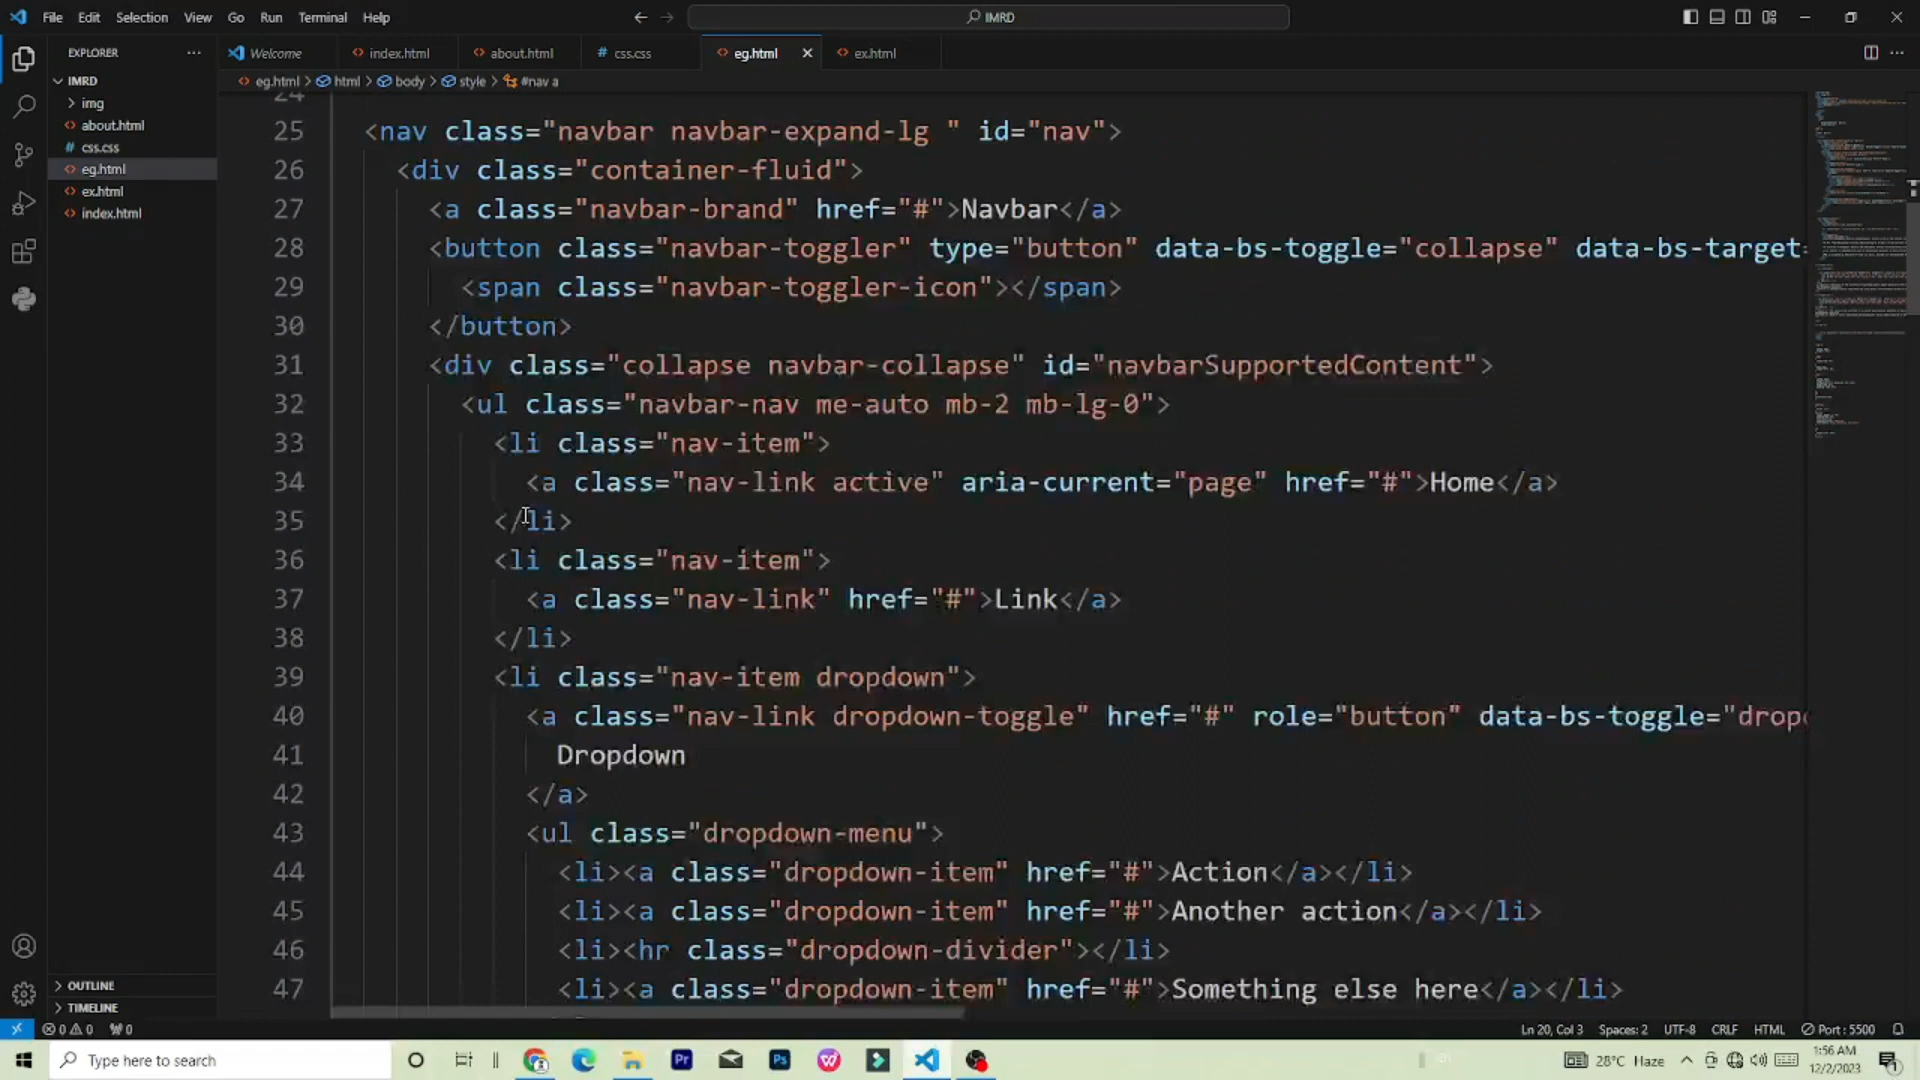 File Edit Selection View Go Run Terminal Help
IMRD
EXPLORER
Welcome index.html about.html # css.css eg.html ex.html
IMRD
eg.html > html > body > style > #nav a
img
about.html
# css.css
eg.html
ex.html
index.html
24
25 <nav class="navbar navbar-expand-lg " id="nav">
26 <div class="container-fluid">
27 <a class="navbar-brand" href="#">Navbar</a>
28 <button class="navbar-toggler" type="button" data-bs-toggle="collapse" data-bs-target=
29 <span class="navbar-toggler-icon"></span>
30 </button>
31 <div class="collapse navbar-collapse" id="navbarSupportedContent">
32 <ul class="navbar-nav me-auto mb-2 mb-lg-0">
33 <li class="nav-item">
34 <a class="nav-link active" aria-current="page" href="#">Home</a>
35 </li>
36 <li class="nav-item">
37 <a class="nav-link" href="#">Link</a>
38 </li>
39 <li class="nav-item dropdown">
40 <a class="nav-link dropdown-toggle" href="#" role="button" data-bs-toggle="dropd
41 Dropdown
42 </a>
43 <ul class="dropdown-menu">
44 <li><a class="dropdown-item" href="#">Action</a></li>
45 <li><a class="dropdown-item" href="#">Another action</a></li>
46 <li><hr class="dropdown-divider"></li>
47 <li><a class="dropdown-item" href="#">Something else here</a></li>
OUTLINE
TIMELINE
0 0 0 Ln 20, Col 3 Spaces: 2 UTF-8 CRLF HTML Port : 5500
Type here to search
28°C Haze
1:56 AM
12/2/2023
1